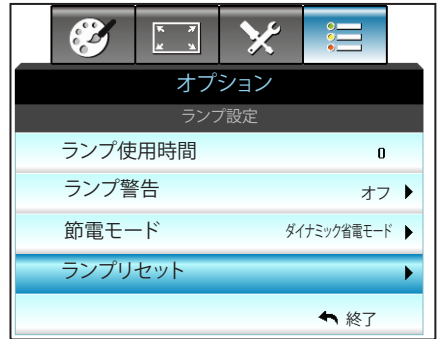 オプション
ランプ設定
ランプ使用時間 0
ランプ警告 オフ
節電モード ダイナミック省電モード
ランプリセット
終了